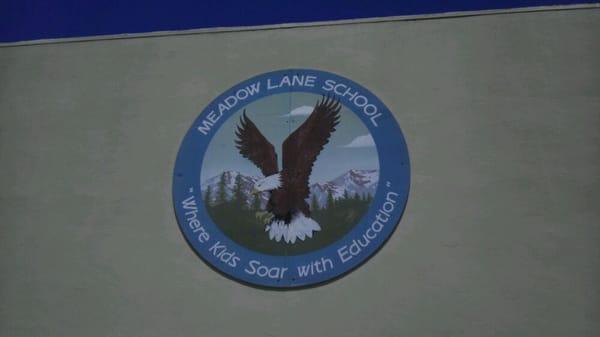 MEADOW LANE SCHOOL
"Where Kids Soar with Education"